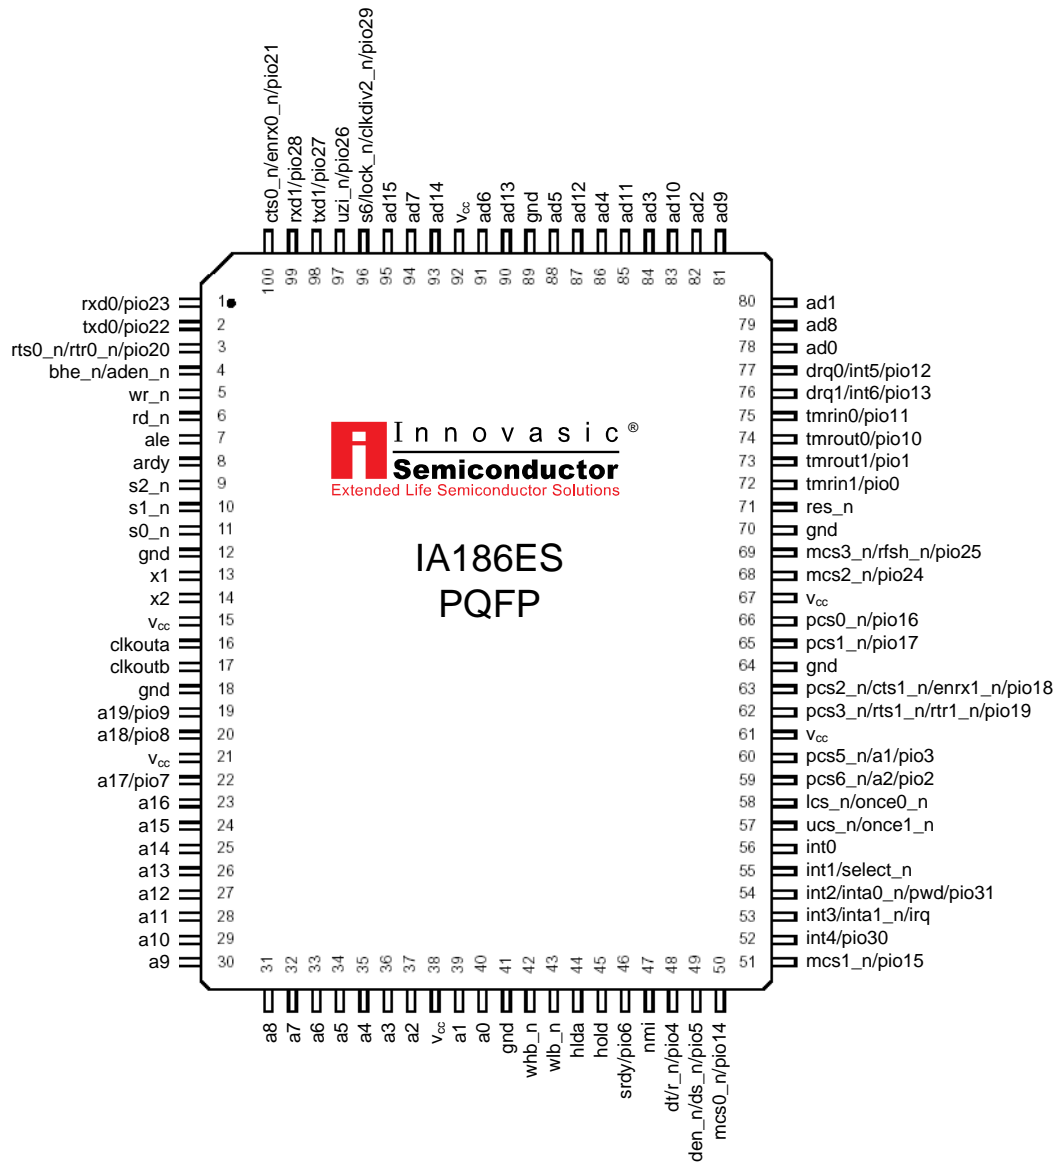 cts0_n/enrx0_n/pio21
rxd1/pio28
txd1/pio27
uzi_n/pio26
s6/lock_n/clkdiv2_n/pio29
ad15
ad7
ad14
vcc
ad6
ad13
gnd
ad5
ad12
ad4
ad11
ad3
ad10
ad2
ad9
100
99
98
97
96
95
94
93
92
91
90
89
88
87
86
85
84
83
82
81
rxd0/pio23 1
txd0/pio22 2
rts0_n/rtr0_n/pio20 3
bhe_n/aden_n 4
wr_n 5
rd_n 6
ale 7
ardy 8
s2_n 9
s1_n 10
s0_n 11
gnd 12
x1 13
x2 14
vcc 15
clkouta 16
clkoutb 17
gnd 18
a19/pio9 19
a18/pio8 20
vcc 21
a17/pio7 22
a16 23
a15 24
a14 25
a13 26
a12 27
a11 28
a10 29
a9 30
i Innovasic®
Semiconductor
Extended Life Semiconductor Solutions
IA186ES
PQFP
80 ad1
79 ad8
78 ad0
77 drq0/int5/pio12
76 drq1/int6/pio13
75 tmrin0/pio11
74 tmrout0/pio10
73 tmrout1/pio1
72 tmrin1/pio0
71 res_n
70 gnd
69 mcs3_n/rfsh_n/pio25
68 mcs2_n/pio24
67 vcc
66 pcs0_n/pio16
65 pcs1_n/pio17
64 gnd
63 pcs2_n/cts1_n/enrx1_n/pio18
62 pcs3_n/rts1_n/rtr1_n/pio19
61 vcc
60 pcs5_n/a1/pio3
59 pcs6_n/a2/pio2
58 lcs_n/once0_n
57 ucs_n/once1_n
56 int0
55 int1/select_n
54 int2/inta0_n/pwd/pio31
53 int3/inta1_n/irq
52 int4/pio30
51 mcs1_n/pio15
31
32
33
34
35
36
37
38
39
40
41
42
43
44
45
46
47
48
49
50
a8
a7
a6
a5
a4
a3
a2
vcc
a1
a0
gnd
whb_n
wlb_n
hlda
hold
srdy/pio6
nmi
dt/r_n/pio4
den_n/ds_n/pio5
mcs0_n/pio14